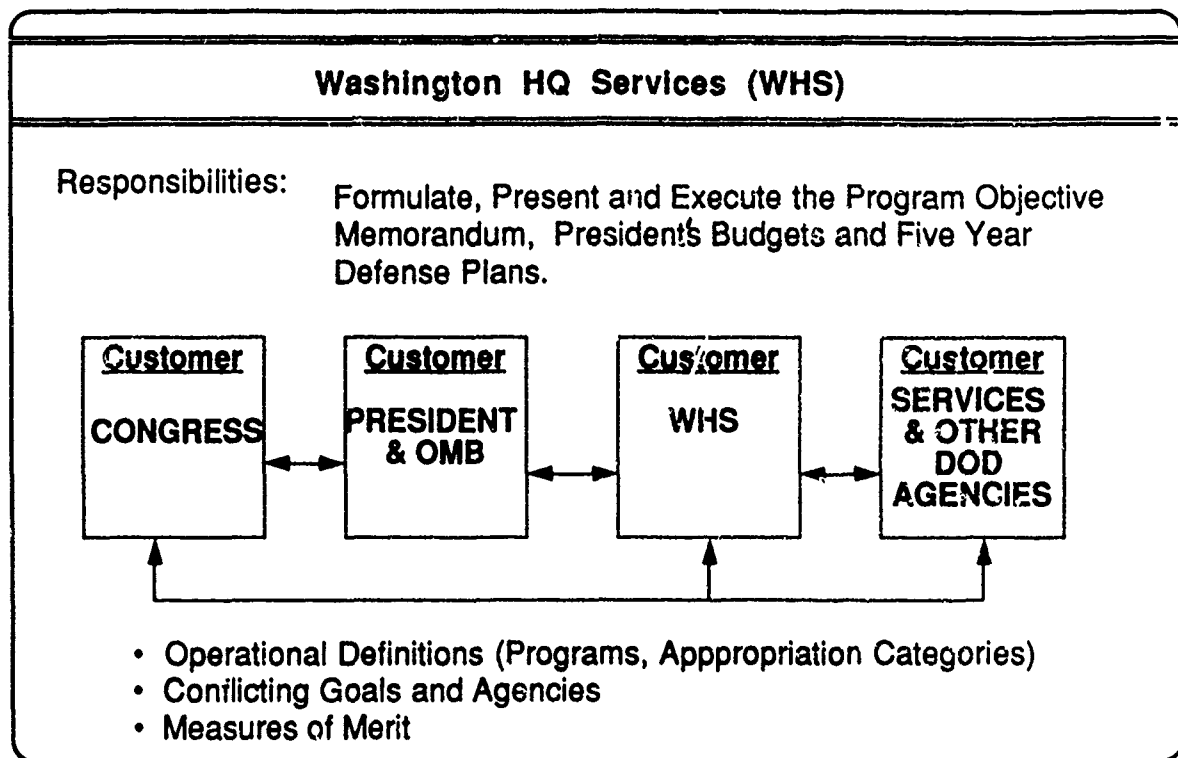 Washington HQ Services (WHS)
Responsibilities:
Formulate, Present and Execute the Program Objective
Memorandum, President's Budgets and Five Year
Defense Plans.
Customer
CONGRESS
Customer
PRESIDENT
& OMB
Customer
WHS
Customer
SERVICES
& OTHER
DOD
AGENCIES
• Operational Definitions (Programs, Apppropriation Categories)
• Conflicting Goals and Agencies
• Measures of Merit